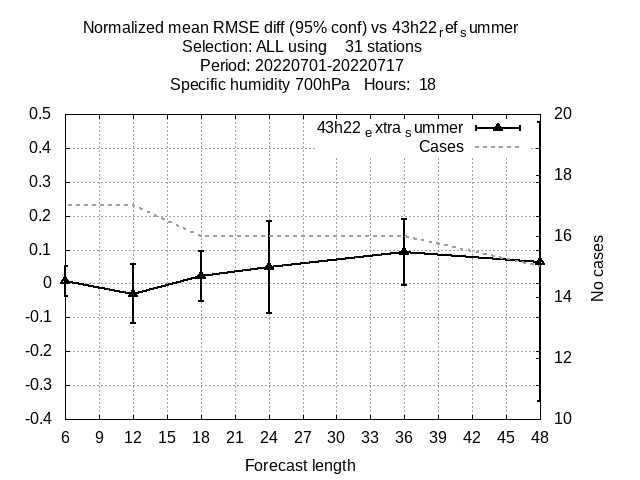 Normalized mean RMSE diff (95% conf) vs 43h22_ref_summer
Selection: ALL using    31 stations
Period: 20220701-20220717
Specific humidity 700hPa   Hours:  18
43h22_extra_summer
Cases
0.5
0.4
0.3
0.2
0.1
0
-0.1
-0.2
-0.3
-0.4
20
18
16
14
12
10
No cases
6 9 12 15 18 21 24 27 30 33 36 39 42 45 48
Forecast length